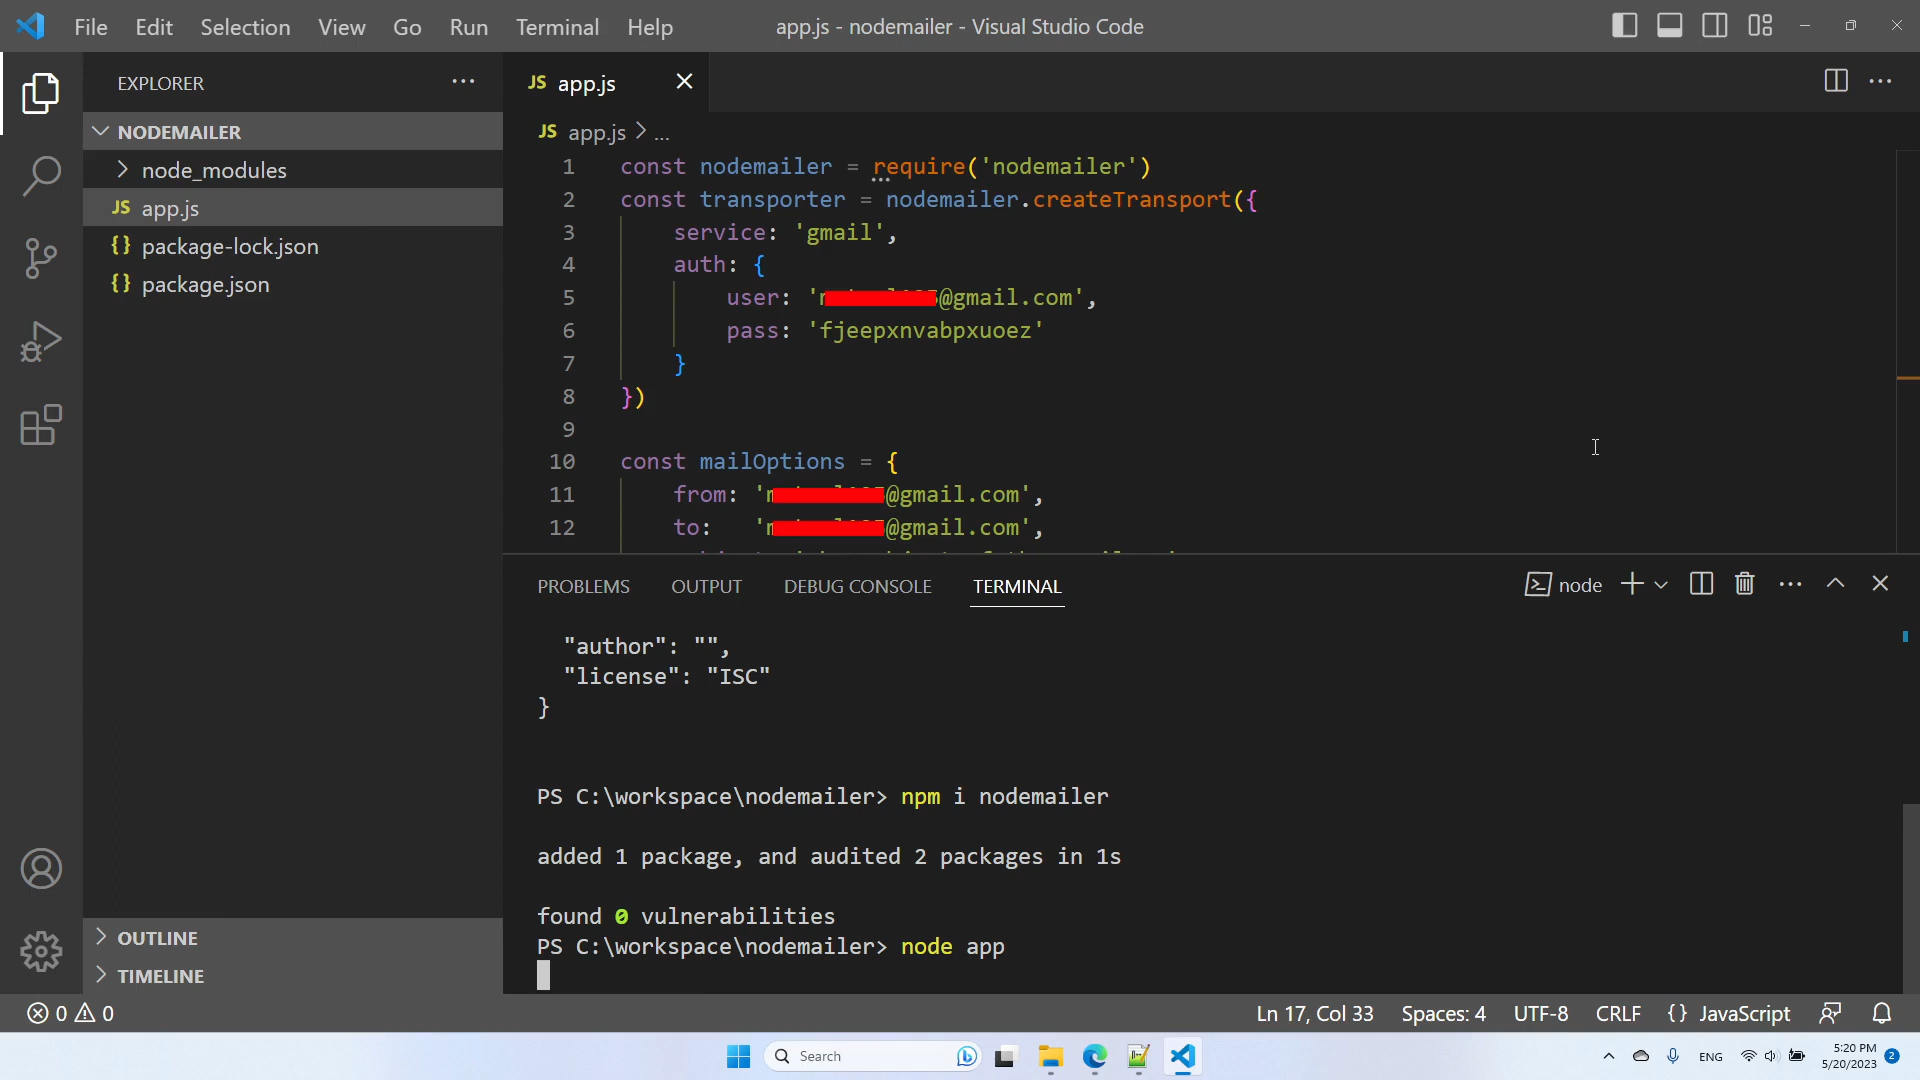 File Edit Selection View Go Run Terminal Help
app.js - nodemailer - Visual Studio Code
EXPLORER
NODEMAILER
node_modules
JS app.js
{} package-lock.json
{} package.json
OUTLINE
TIMELINE
JS app.js
JS app.js > ...
1 const nodemailer = require('nodemailer')
2 const transporter = nodemailer.createTransport({
3 service: 'gmail',
4 auth: {
5 user: '@gmail.com',
6 pass: 'fjeepxnvabpxuoez'
7 }
8 })
9
10 const mailOptions = {
11 from: '@gmail.com',
12 to: '@gmail.com',
PROBLEMS OUTPUT DEBUG CONSOLE TERMINAL
node
"author": "",
"license": "ISC"
}
PS C:\workspace\nodemailer> npm i nodemailer
added 1 package, and audited 2 packages in 1s
found 0 vulnerabilities
PS C:\workspace\nodemailer> node app
0 0
Ln 17, Col 33 Spaces: 4 UTF-8 CRLF {} JavaScript
Search
ENG
5:20 PM
5/20/2023
2